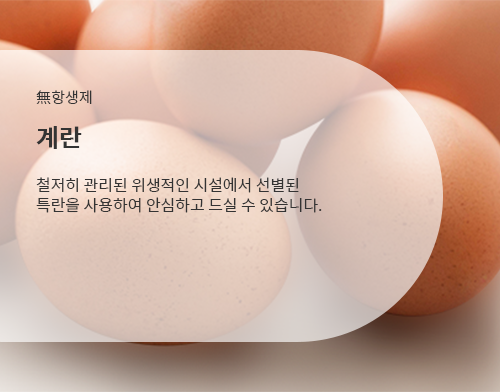 無항생제
계란
철저히 관리된 위생적인 시설에서 선별된
특란을 사용하여 안심하고 드실 수 있습니다.